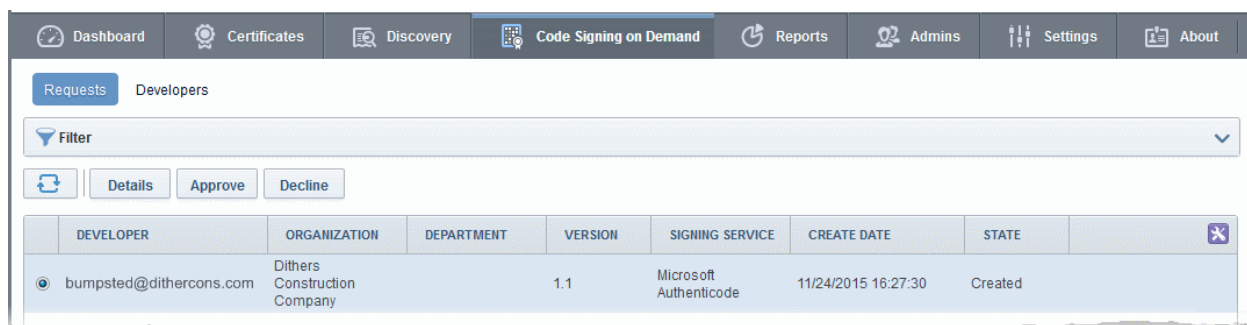 Dashboard Certificates Discovery Code Signing on Demand Reports Admins Settings About
Requests Developers
Filter
Details Approve Decline
DEVELOPER ORGANIZATION DEPARTMENT VERSION SIGNING SERVICE CREATE DATE STATE
bumpsted@dithercons.com Dithers Construction Company 1.1 Microsoft Authenticode 11/24/2015 16:27:30 Created